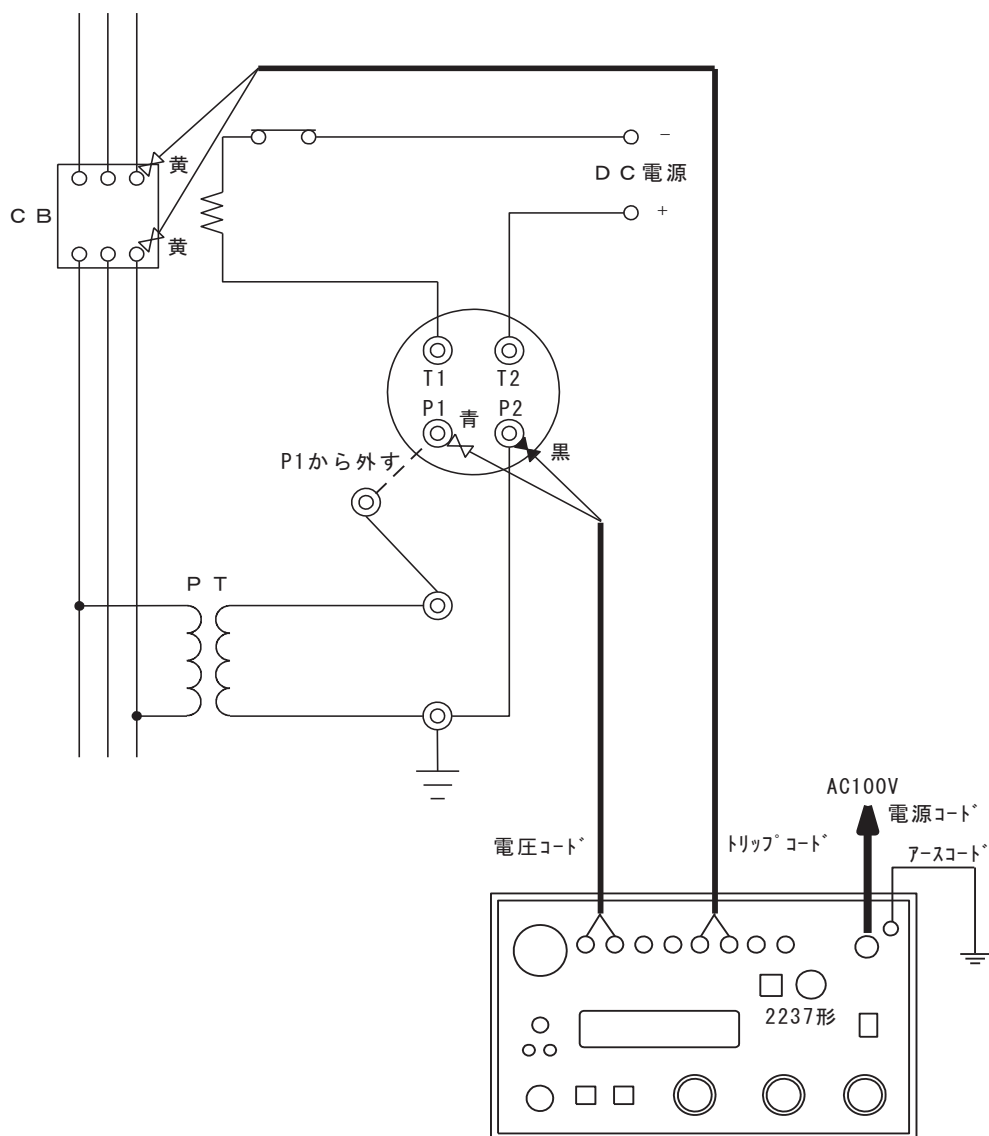 黄
－
DC電源
CB
＋
黄
T1
T2
P1
青
P2
黒
P1から外す
PT
AC100V
電源ｺｰﾄﾞ
電圧ｺｰﾄﾞ
ﾄﾘｯﾌﾟｺｰﾄﾞ
ｱｰｽｺｰﾄﾞ
2237形